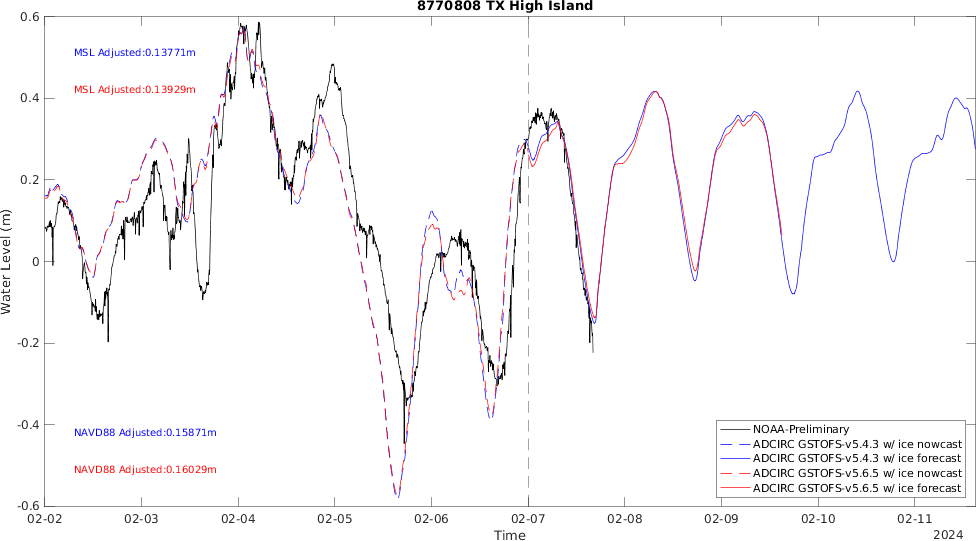 8770808 TX High Island
0.6
0.4
0.2
0
-0.2
-0.4
-0.6
Water Level (m)
MSL Adjusted:0.13771m
MSL Adjusted:0.13929m
NAVD88 Adjusted:0.15871m
NAVD88 Adjusted:0.16029m
NOAA-Preliminary
ADCIRC GSTOFS-v5.4.3 w/ ice nowcast
ADCIRC GSTOFS-v5.4.3 w/ ice forecast
ADCIRC GSTOFS-v5.6.5 w/ ice nowcast
ADCIRC GSTOFS-v5.6.5 w/ ice forecast
02-02 02-03 02-04 02-05 02-06 02-07 02-08 02-09 02-10 02-11
Time
2024